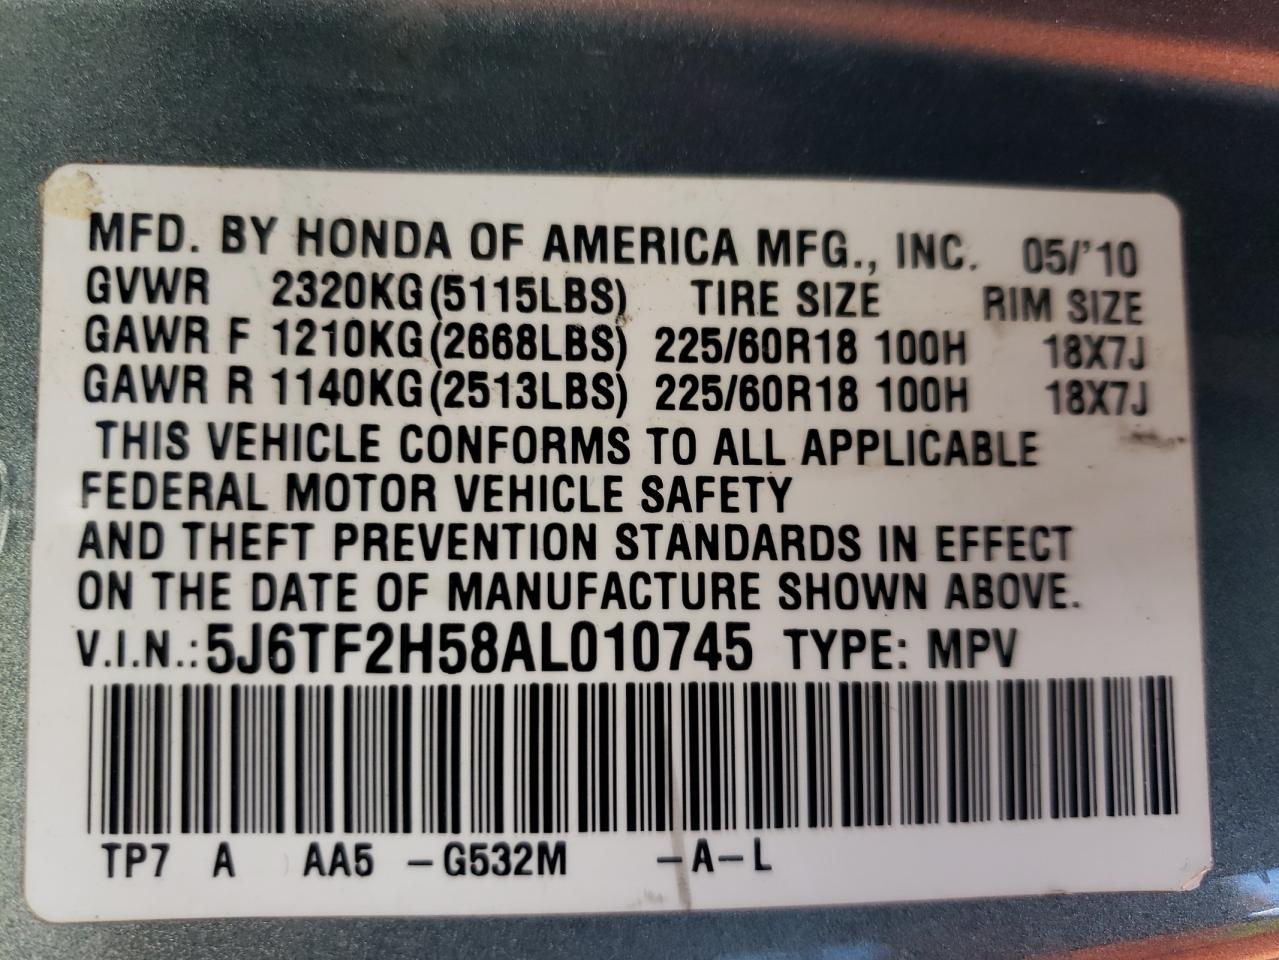 MFD. BY HONDA OF AMERICA MFG., INC. 05/'10
GVWR 2320KG(5115LBS) TIRE SIZE RIM SIZE
GAWR F 1210KG(2668LBS) 225/60R18 100H 18X7J
GAWR R 1140KG(2513LBS) 225/60R18 100H 18X7J
THIS VEHICLE CONFORMS TO ALL APPLICABLE
FEDERAL MOTOR VEHICLE SAFETY
AND THEFT PREVENTION STANDARDS IN EFFECT
ON THE DATE OF MANUFACTURE SHOWN ABOVE.
V.I.N.: 5J6TF2H58AL010745 TYPE: MPV
TP7 A AA5 -G532M -A-L